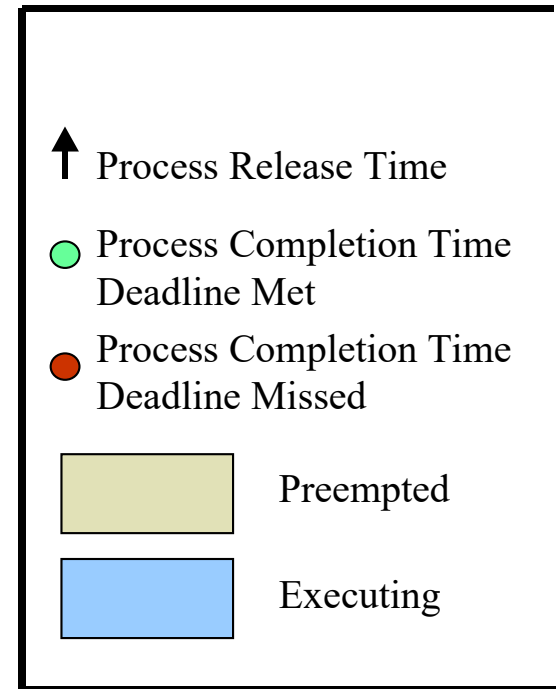 Process Release Time
Process Completion Time
Deadline Met
Process Completion Time
Deadline Missed
Preempted
Executing